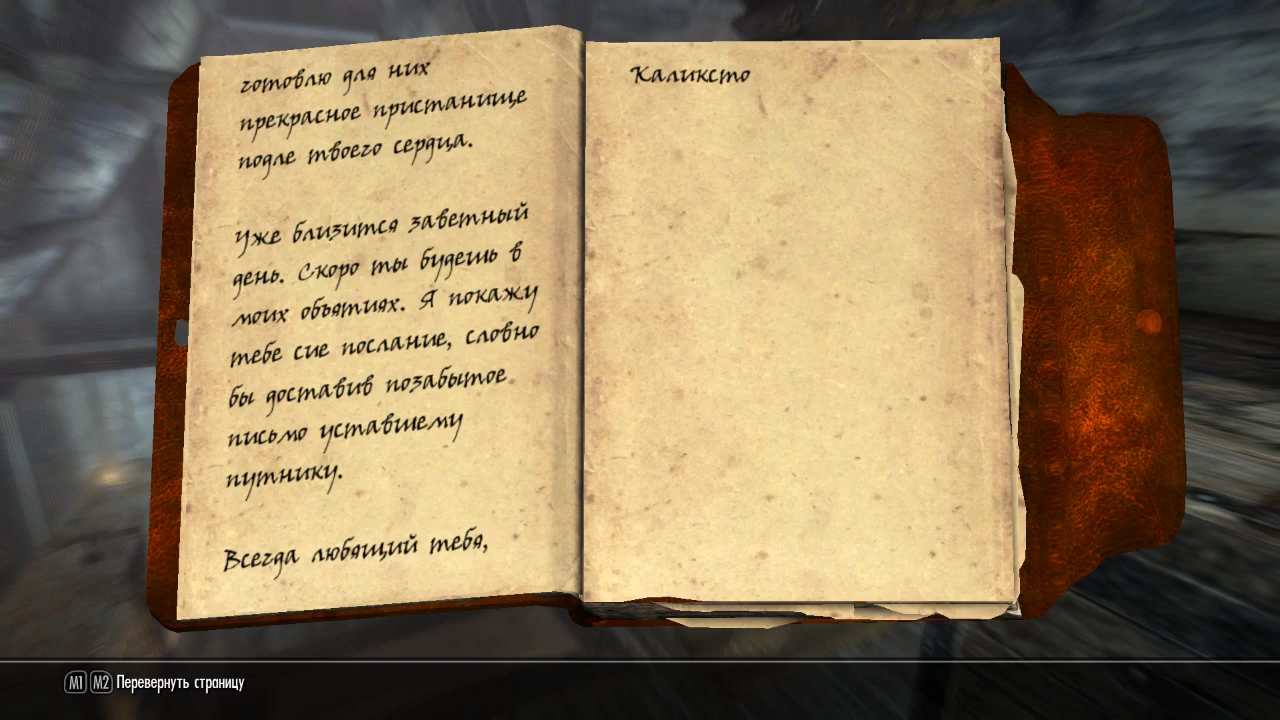 готовлю для них
прекрасное пристанище
подле твоего сердца.
Уже близится заветный
день. Скоро ты будешь в
моих объятиях. Я покажу
тебе сие послание, словно
бы доставив позабытое
письмо уставшему
путнику.
Всегда любящий тебя,
Каликсто
M1 M2 Перевернуть страницу